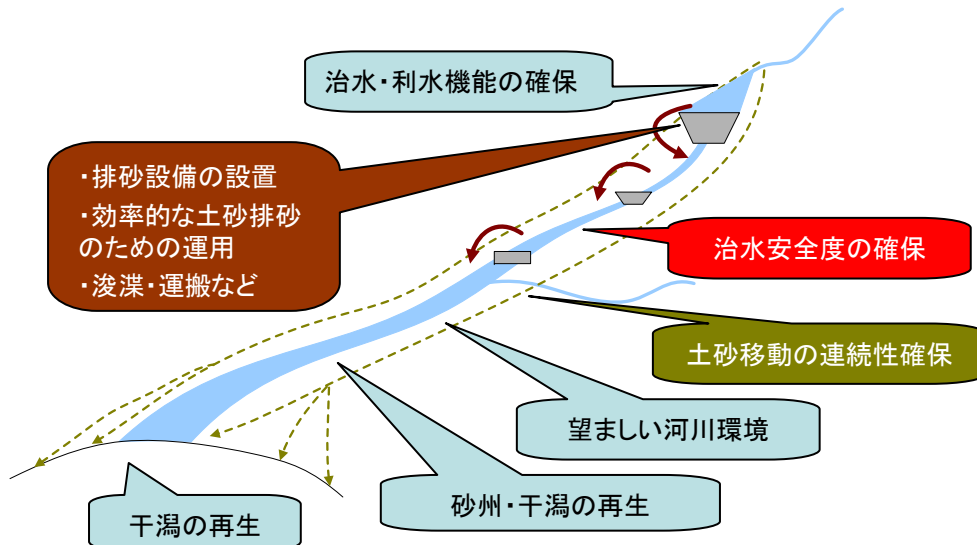 治水・利水機能の確保
・排砂設備の設置
・効率的な土砂排砂
のための運用
・浚渫・運搬など
治水安全度の確保
土砂移動の連続性確保
望ましい河川環境
砂州・干潟の再生
干潟の再生